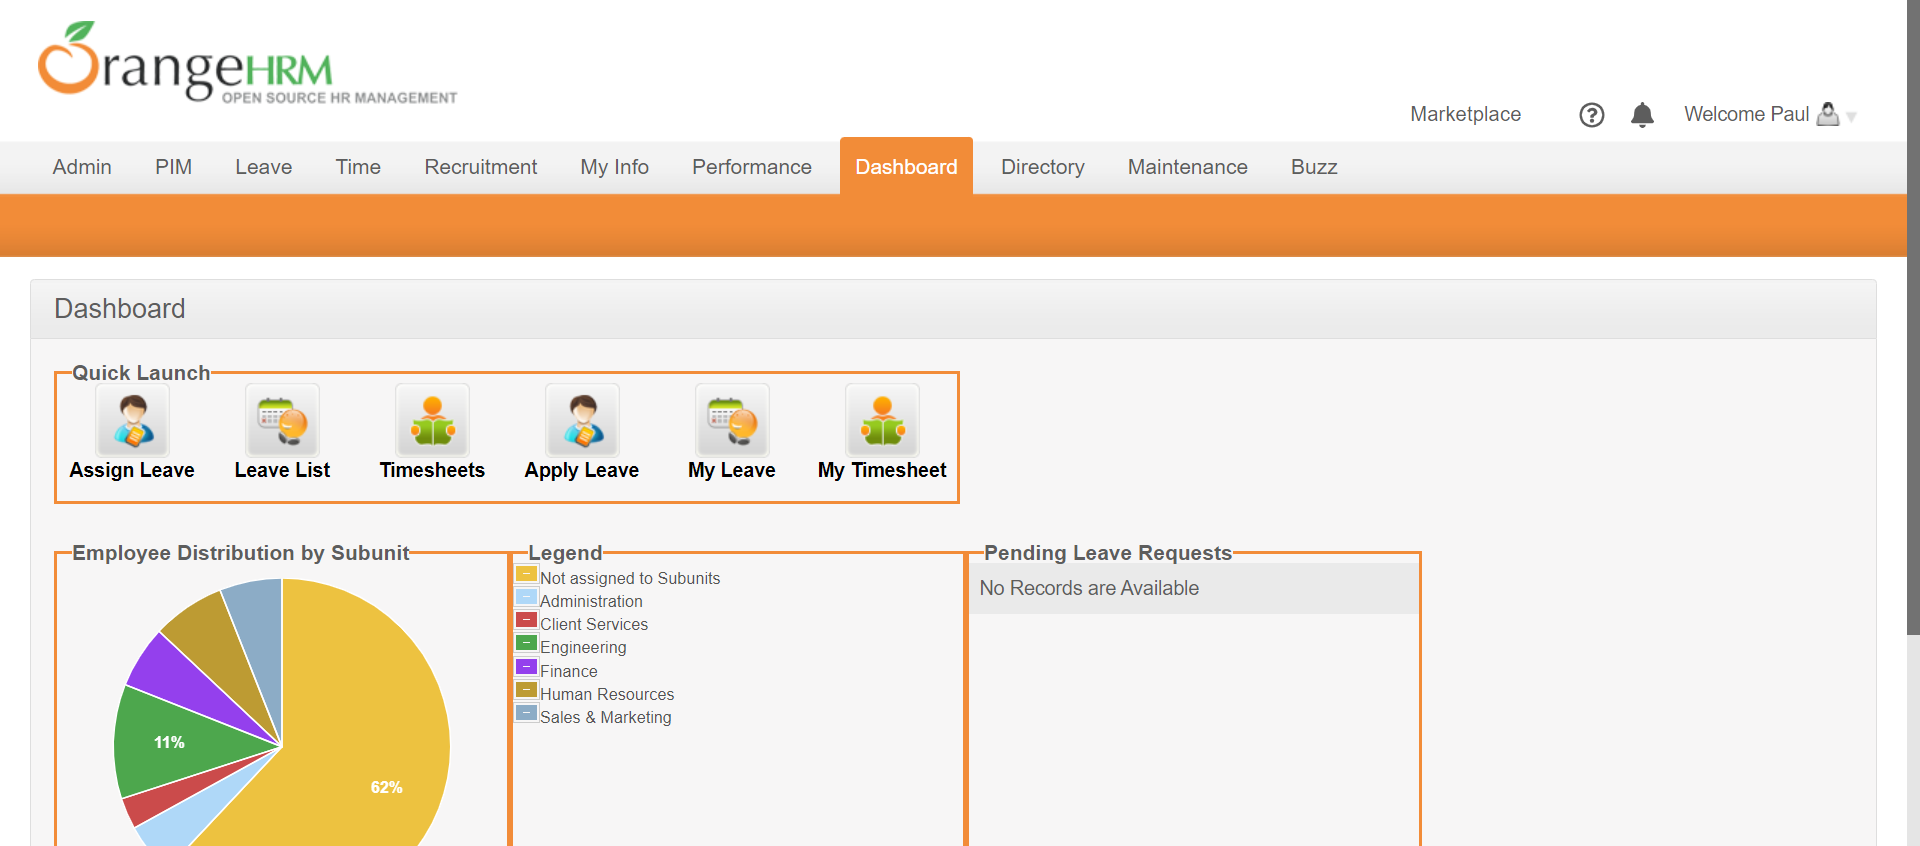 OrangeHRM
OPEN SOURCE HR MANAGEMENT
Marketplace
?
Welcome Paul
Admin
PIM
Leave
Time
Recruitment
My Info
Performance
Dashboard
Directory
Maintenance
Buzz
Dashboard
Quick Launch
Assign Leave
Leave List
Timesheets
Apply Leave
My Leave
My Timesheet
Employee Distribution by Subunit
11%
62%
Legend
Not assigned to Subunits
Administration
Client Services
Engineering
Finance
Human Resources
Sales & Marketing
Pending Leave Requests
No Records are Available